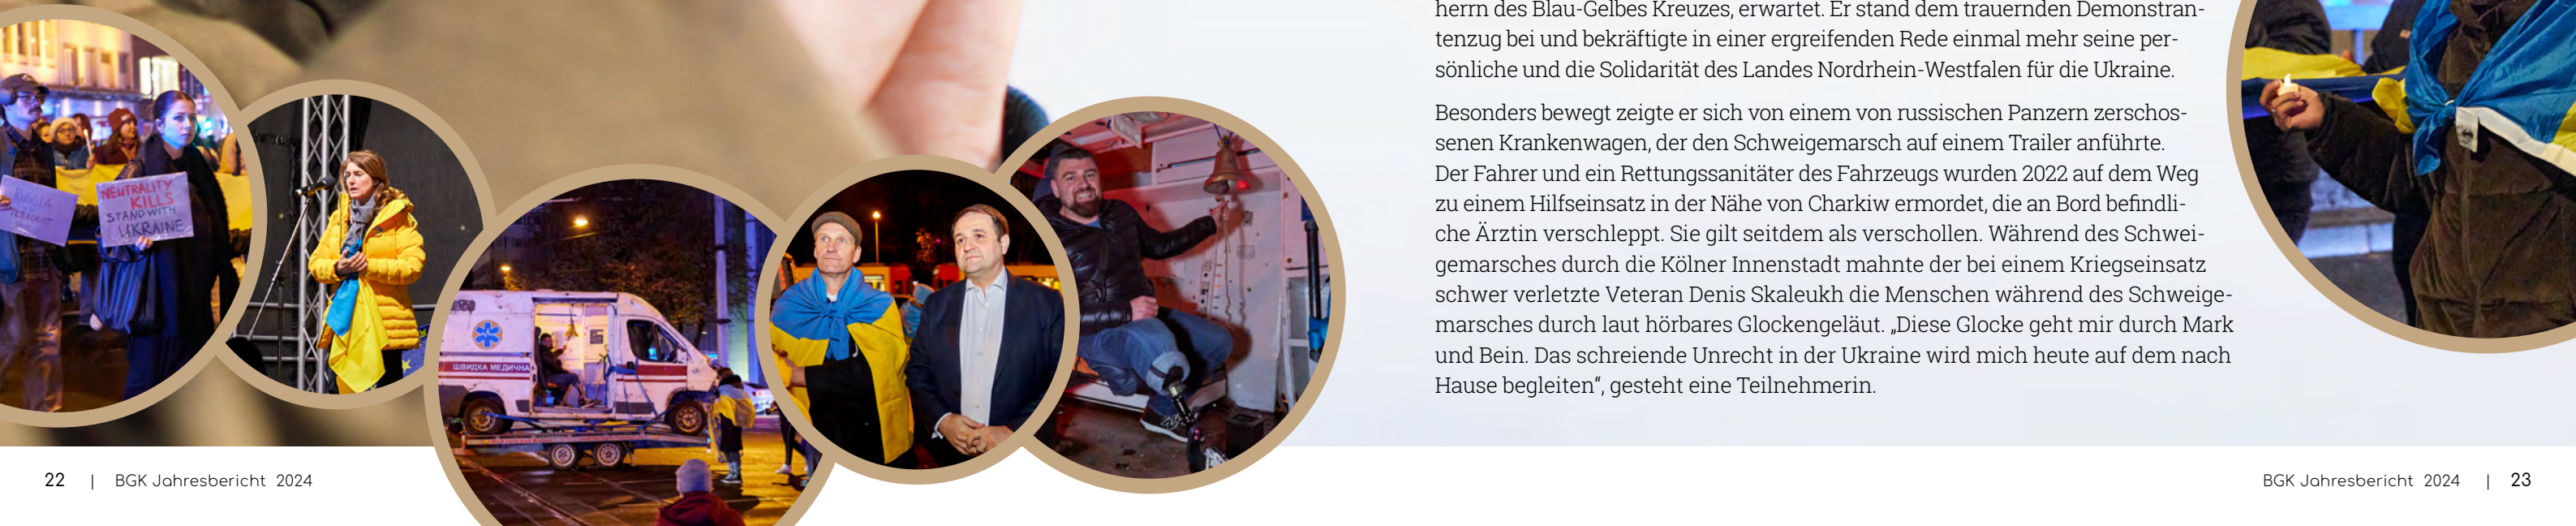 RUSSIA
NEUTRALITY
KILLS
STAND WITH
UKRAINE
ШВИДКА МЕДИЧНА
herrn des Blau-Gelbes Kreuzes, erwartet. Er stand dem trauernden Demonstran-
tenzug bei und bekräftigte in einer ergreifenden Rede einmal mehr seine per-
sönliche und die Solidarität des Landes Nordrhein-Westfalen für die Ukraine.
Besonders bewegt zeigte er sich von einem von russischen Panzern zerschos-
senen Krankenwagen, der den Schweigemarsch auf einem Trailer anführte.
Der Fahrer und ein Rettungssanitäter des Fahrzeugs wurden 2022 auf dem Weg
zu einem Hilfseinsatz in der Nähe von Charkiw ermordet, die an Bord befindli-
che Ärztin verschleppt. Sie gilt seitdem als verschollen. Während des Schwei-
gemarsches durch die Kölner Innenstadt mahnte der bei einem Kriegseinsatz
schwer verletzte Veteran Denis Skaleukh die Menschen während des Schweige-
marsches durch laut hörbares Glockengeläut. „Diese Glocke geht mir durch Mark
und Bein. Das schreiende Unrecht in der Ukraine wird mich heute auf dem nach
Hause begleiten“, gesteht eine Teilnehmerin.
22 | BGK Jahresbericht 2024
BGK Jahresbericht 2024 | 23